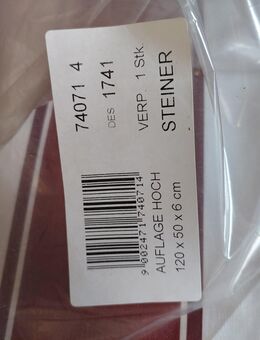 74071 4
DES 1741
VERP. 1 Stk.
STEINER
9 002471 740714
AUFLAGE HOCH
120 x 50 x 6 cm